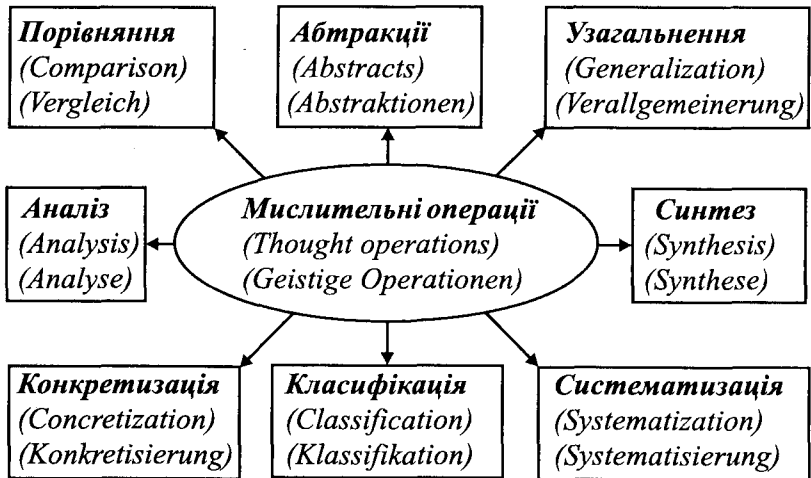 Порівняння
(Comparison)
(Vergleich)
Абтракції
(Abstracts)
(Abstraktionen)
Узагальнення
(Generalization)
(Verallgemeinerung)
Аналіз
(Analysis)
(Analyse)
Мислительні операції
(Thought operations)
(Geistige Operationen)
Синтез
(Synthesis)
(Synthese)
Конкретизація
(Concretization)
(Konkretisierung)
Класифікація
(Classification)
(Klassifikation)
Систематизація
(Systematization)
(Systematisierung)